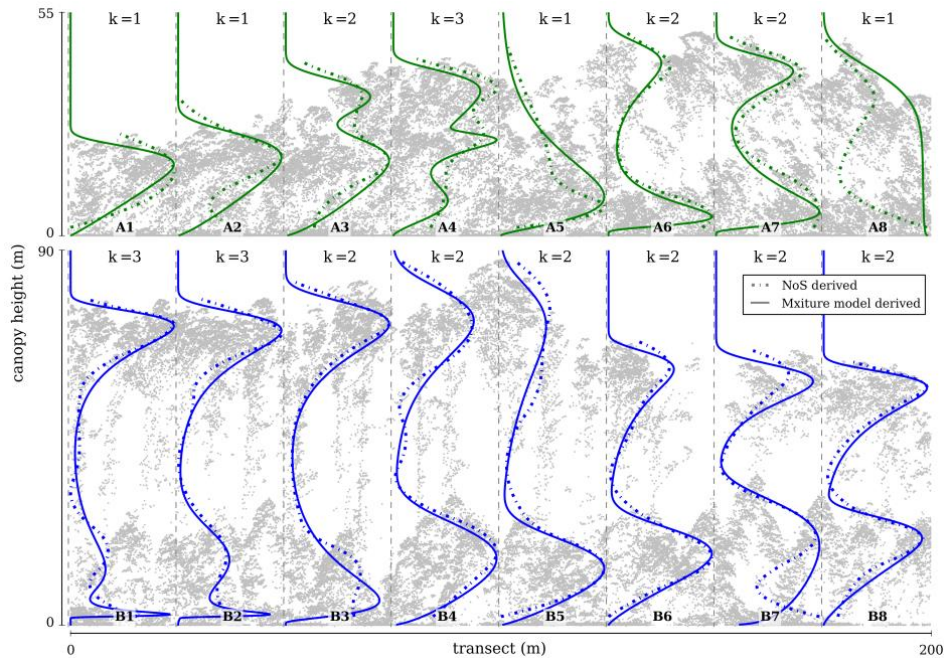 55
k=1 k=1 k=2 k=3 k=1 k=2 k=2 k=1
0
A1 A2 A3 A4 A5 A6 A7 A8
90
k=3 k=3 k=2 k=2 k=2 k=2 k=2 k=2
NoS derived
Mxiture model derived
canopy height (m)
0
B1 B2 B3 B4 B5 B6 B7 B8
0 200
transect (m)